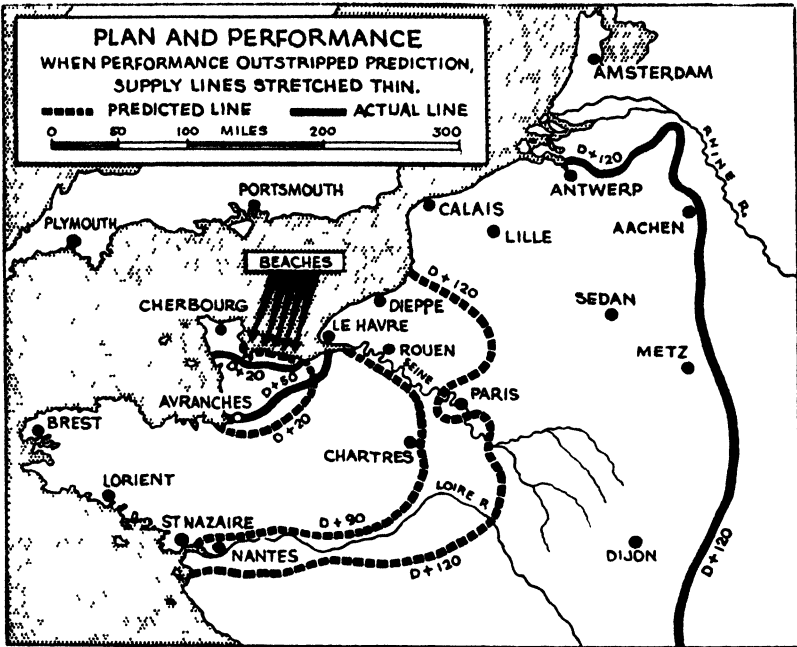 PLAN AND PERFORMANCE
WHEN PERFORMANCE OUTSTRIPPED PREDICTION,
SUPPLY LINES STRETCHED THIN.
PREDICTED LINE ACTUAL LINE
0 50 100 MILES 200 300
AMSTERDAM
RHINE R.
D+120
ANTWERP
PORTSMOUTH
CALAIS
AACHEN
PLYMOUTH
LILLE
BEACHES
D+120
CHERBOURG
DIEPPE
SEDAN
LE HAVRE
ROUEN
METZ
D+20
SEINE
D+50
AVRANCHES
PARIS
D+20
BREST
CHARTRES
LORIENT
LOIRE R
ST NAZAIRE
D+90
NANTES
DIJON
D+120
D+120